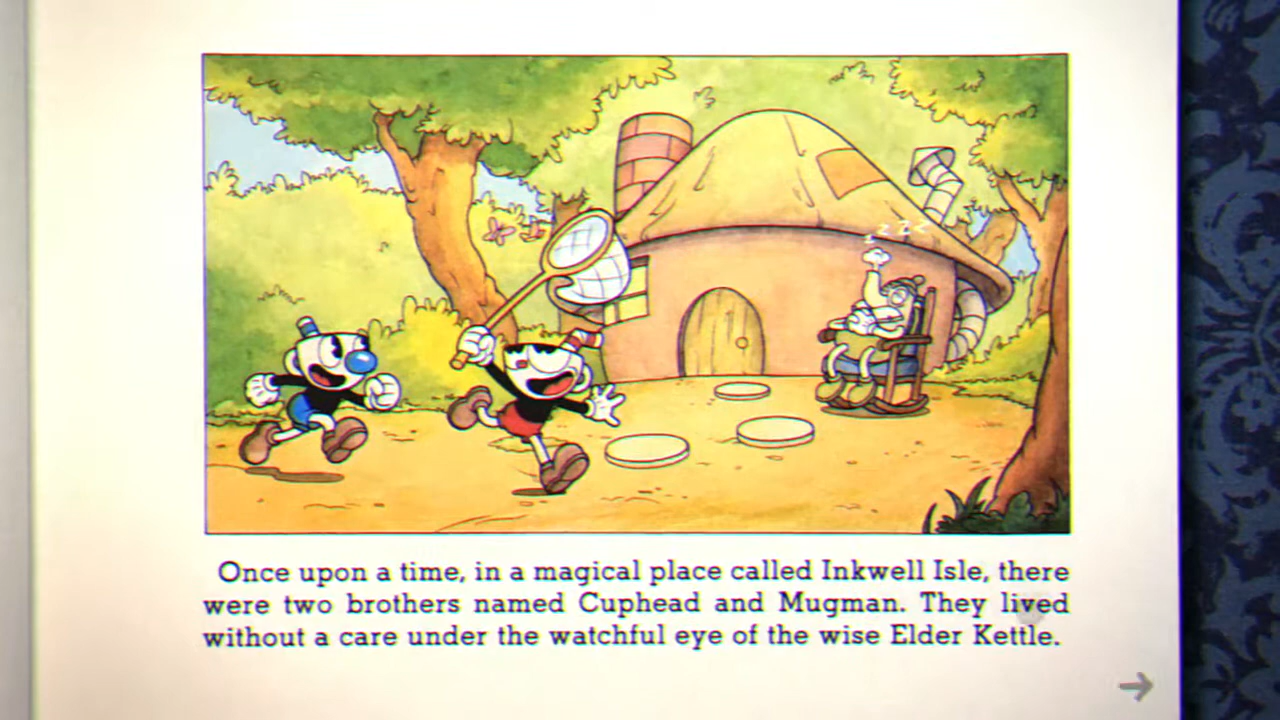 z z z z
Once upon a time, in a magical place called Inkwell Isle, there
were two brothers named Cuphead and Mugman. They lived
without a care under the watchful eye of the wise Elder Kettle.